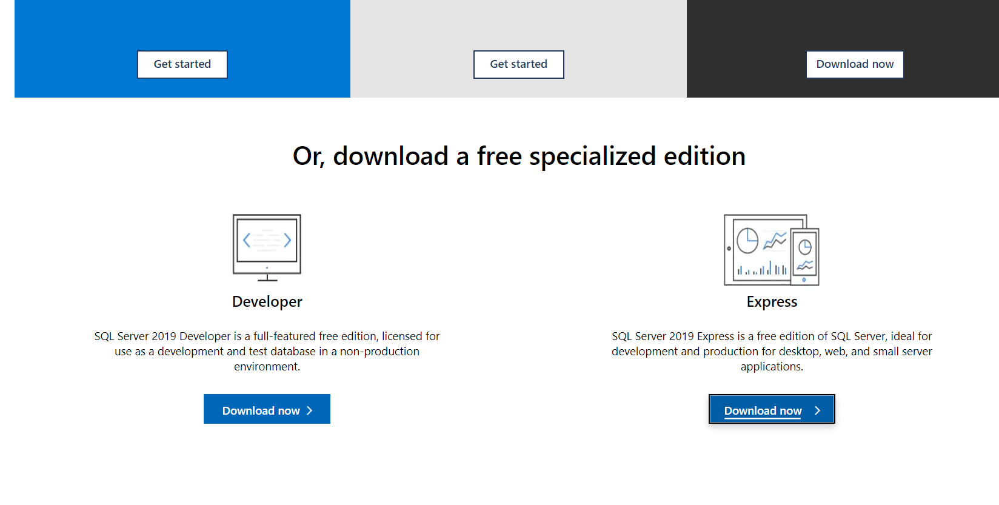 Get started
Get started
Download now
Or, download a free specialized edition
Developer
SQL Server 2019 Developer is a full-featured free edition, licensed for
use as a development and test database in a non-production
environment.
Download now
Express
SQL Server 2019 Express is a free edition of SQL Server, ideal for
development and production for desktop, web, and small server
applications.
Download now